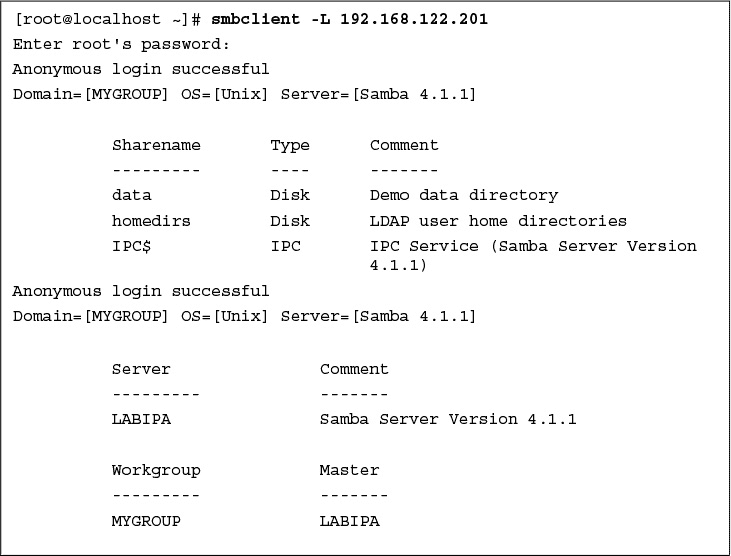 [root@localhost ~]# smbclient -L 192.168.122.201
Enter root's password:
Anonymous login successful
Domain=[MYGROUP] OS=[Unix] Server=[Samba 4.1.1]
Sharename Type Comment
--------- ---- -------
data Disk Demo data directory
homedirs Disk LDAP user home directories
IPC$ IPC IPC Service (Samba Server Version
4.1.1)
Anonymous login successful
Domain=[MYGROUP] OS=[Unix] Server=[Samba 4.1.1]
Server Comment
--------- -------
LABIPA Samba Server Version 4.1.1
Workgroup Master
--------- -------
MYGROUP LABIPA